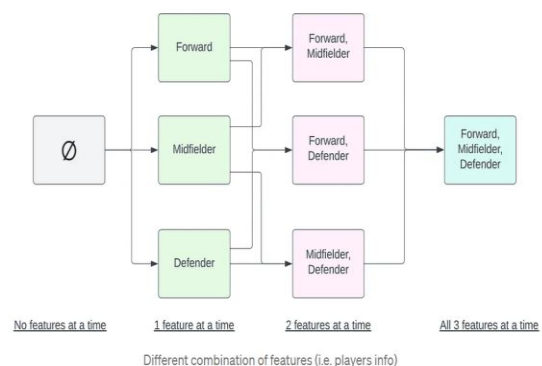 Forward
Forward,
Midfielder
Ø
Midfielder
Forward,
Defender
Forward,
Midfielder,
Defender
Defender
Midfielder,
Defender
No features at a time
1 feature at a time
2 features at a time
All 3 features at a time
Different combination of features (i.e. players info)